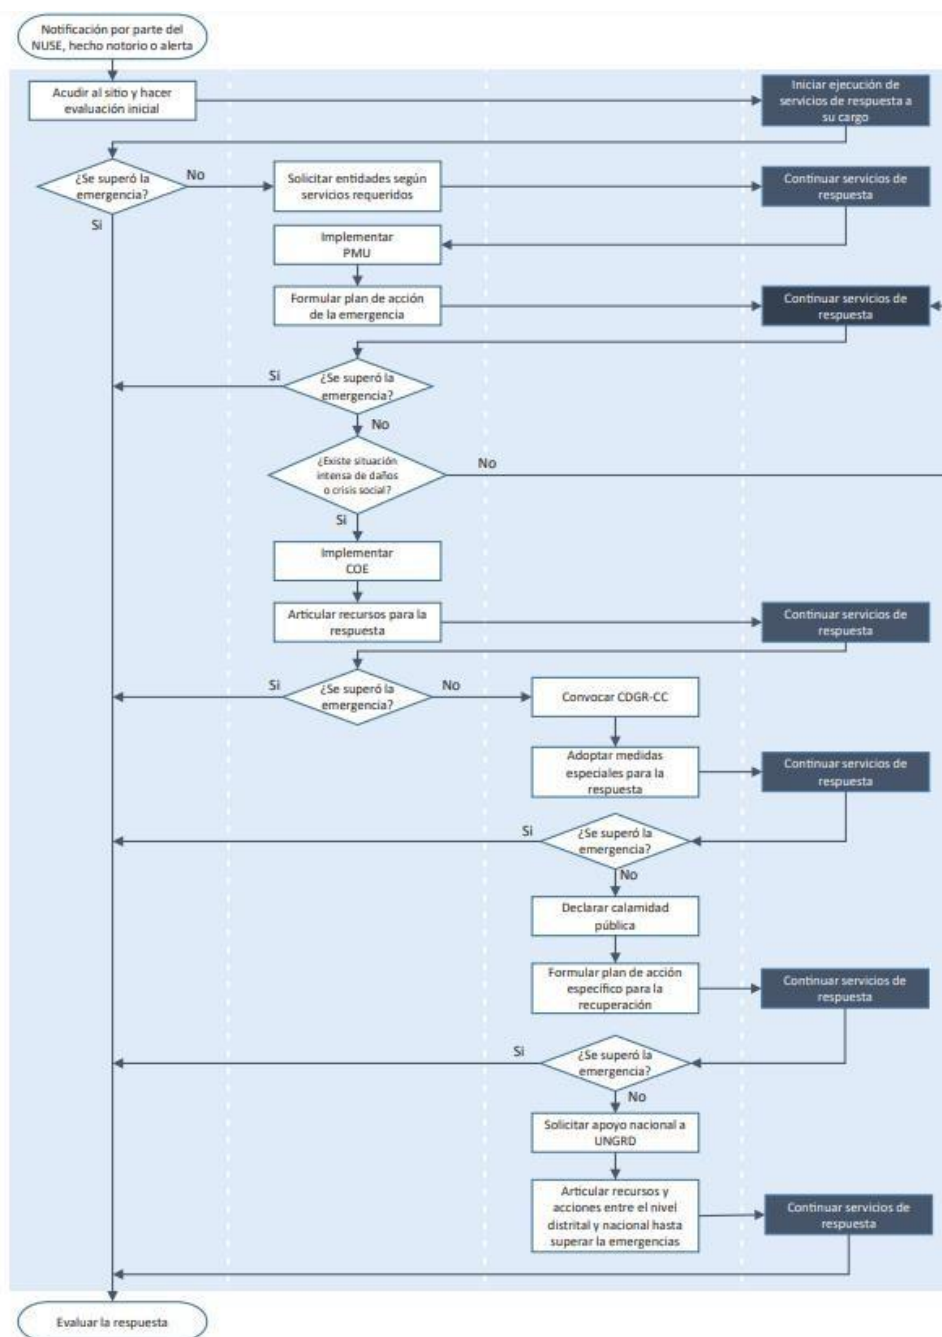 Notificación por parte del
NUSE, hecho notorio o alerta
Acudir al sitio y hacer
evaluación inicial
Iniciar ejecución de
servicios de respuesta a
su cargo
¿Se superó la
emergencia?
No
Si
Solicitar entidades según
servicios requeridos
Continuar servicios de
respuesta
Implementar
PMU
Formular plan de acción
de la emergencia
Continuar servicios de
respuesta
Si
¿Se superó la
emergencia?
No
¿Existe situación
intensa de daños
o crisis social?
No
Si
Implementar
COE
Articular recursos para la
respuesta
Continuar servicios de
respuesta
Si
¿Se superó la
emergencia?
No
Convocar CDGR-CC
Adoptar medidas
especiales para la
respuesta
Continuar servicios de
respuesta
Si
¿Se superó la
emergencia?
No
Declarar calamidad
pública
Formular plan de acción
específico para la
recuperación
Continuar servicios de
respuesta
Si
¿Se superó la
emergencia?
No
Solicitar apoyo nacional a
UNGRD
Articular recursos y
acciones entre el nivel
distrital y nacional hasta
superar la emergencias
Continuar servicios de
respuesta
Evaluar la respuesta